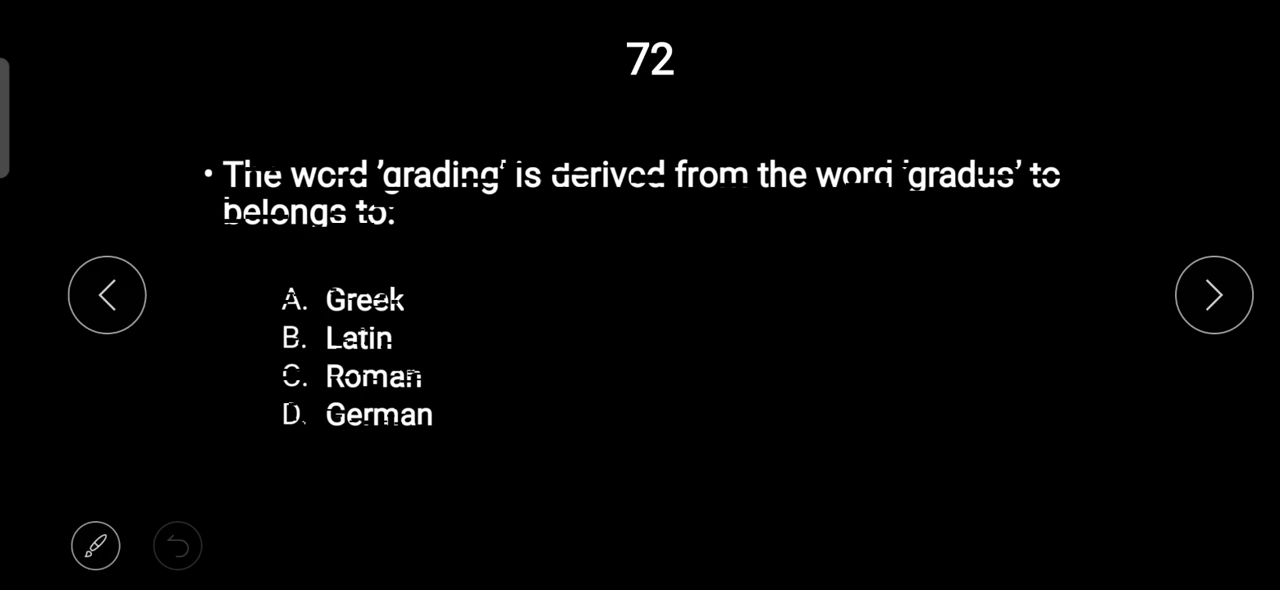 72
• The word 'grading' is derived from the word 'gradus' to
belongs to:
A. Greek
B. Latin
C. Roman
D. German